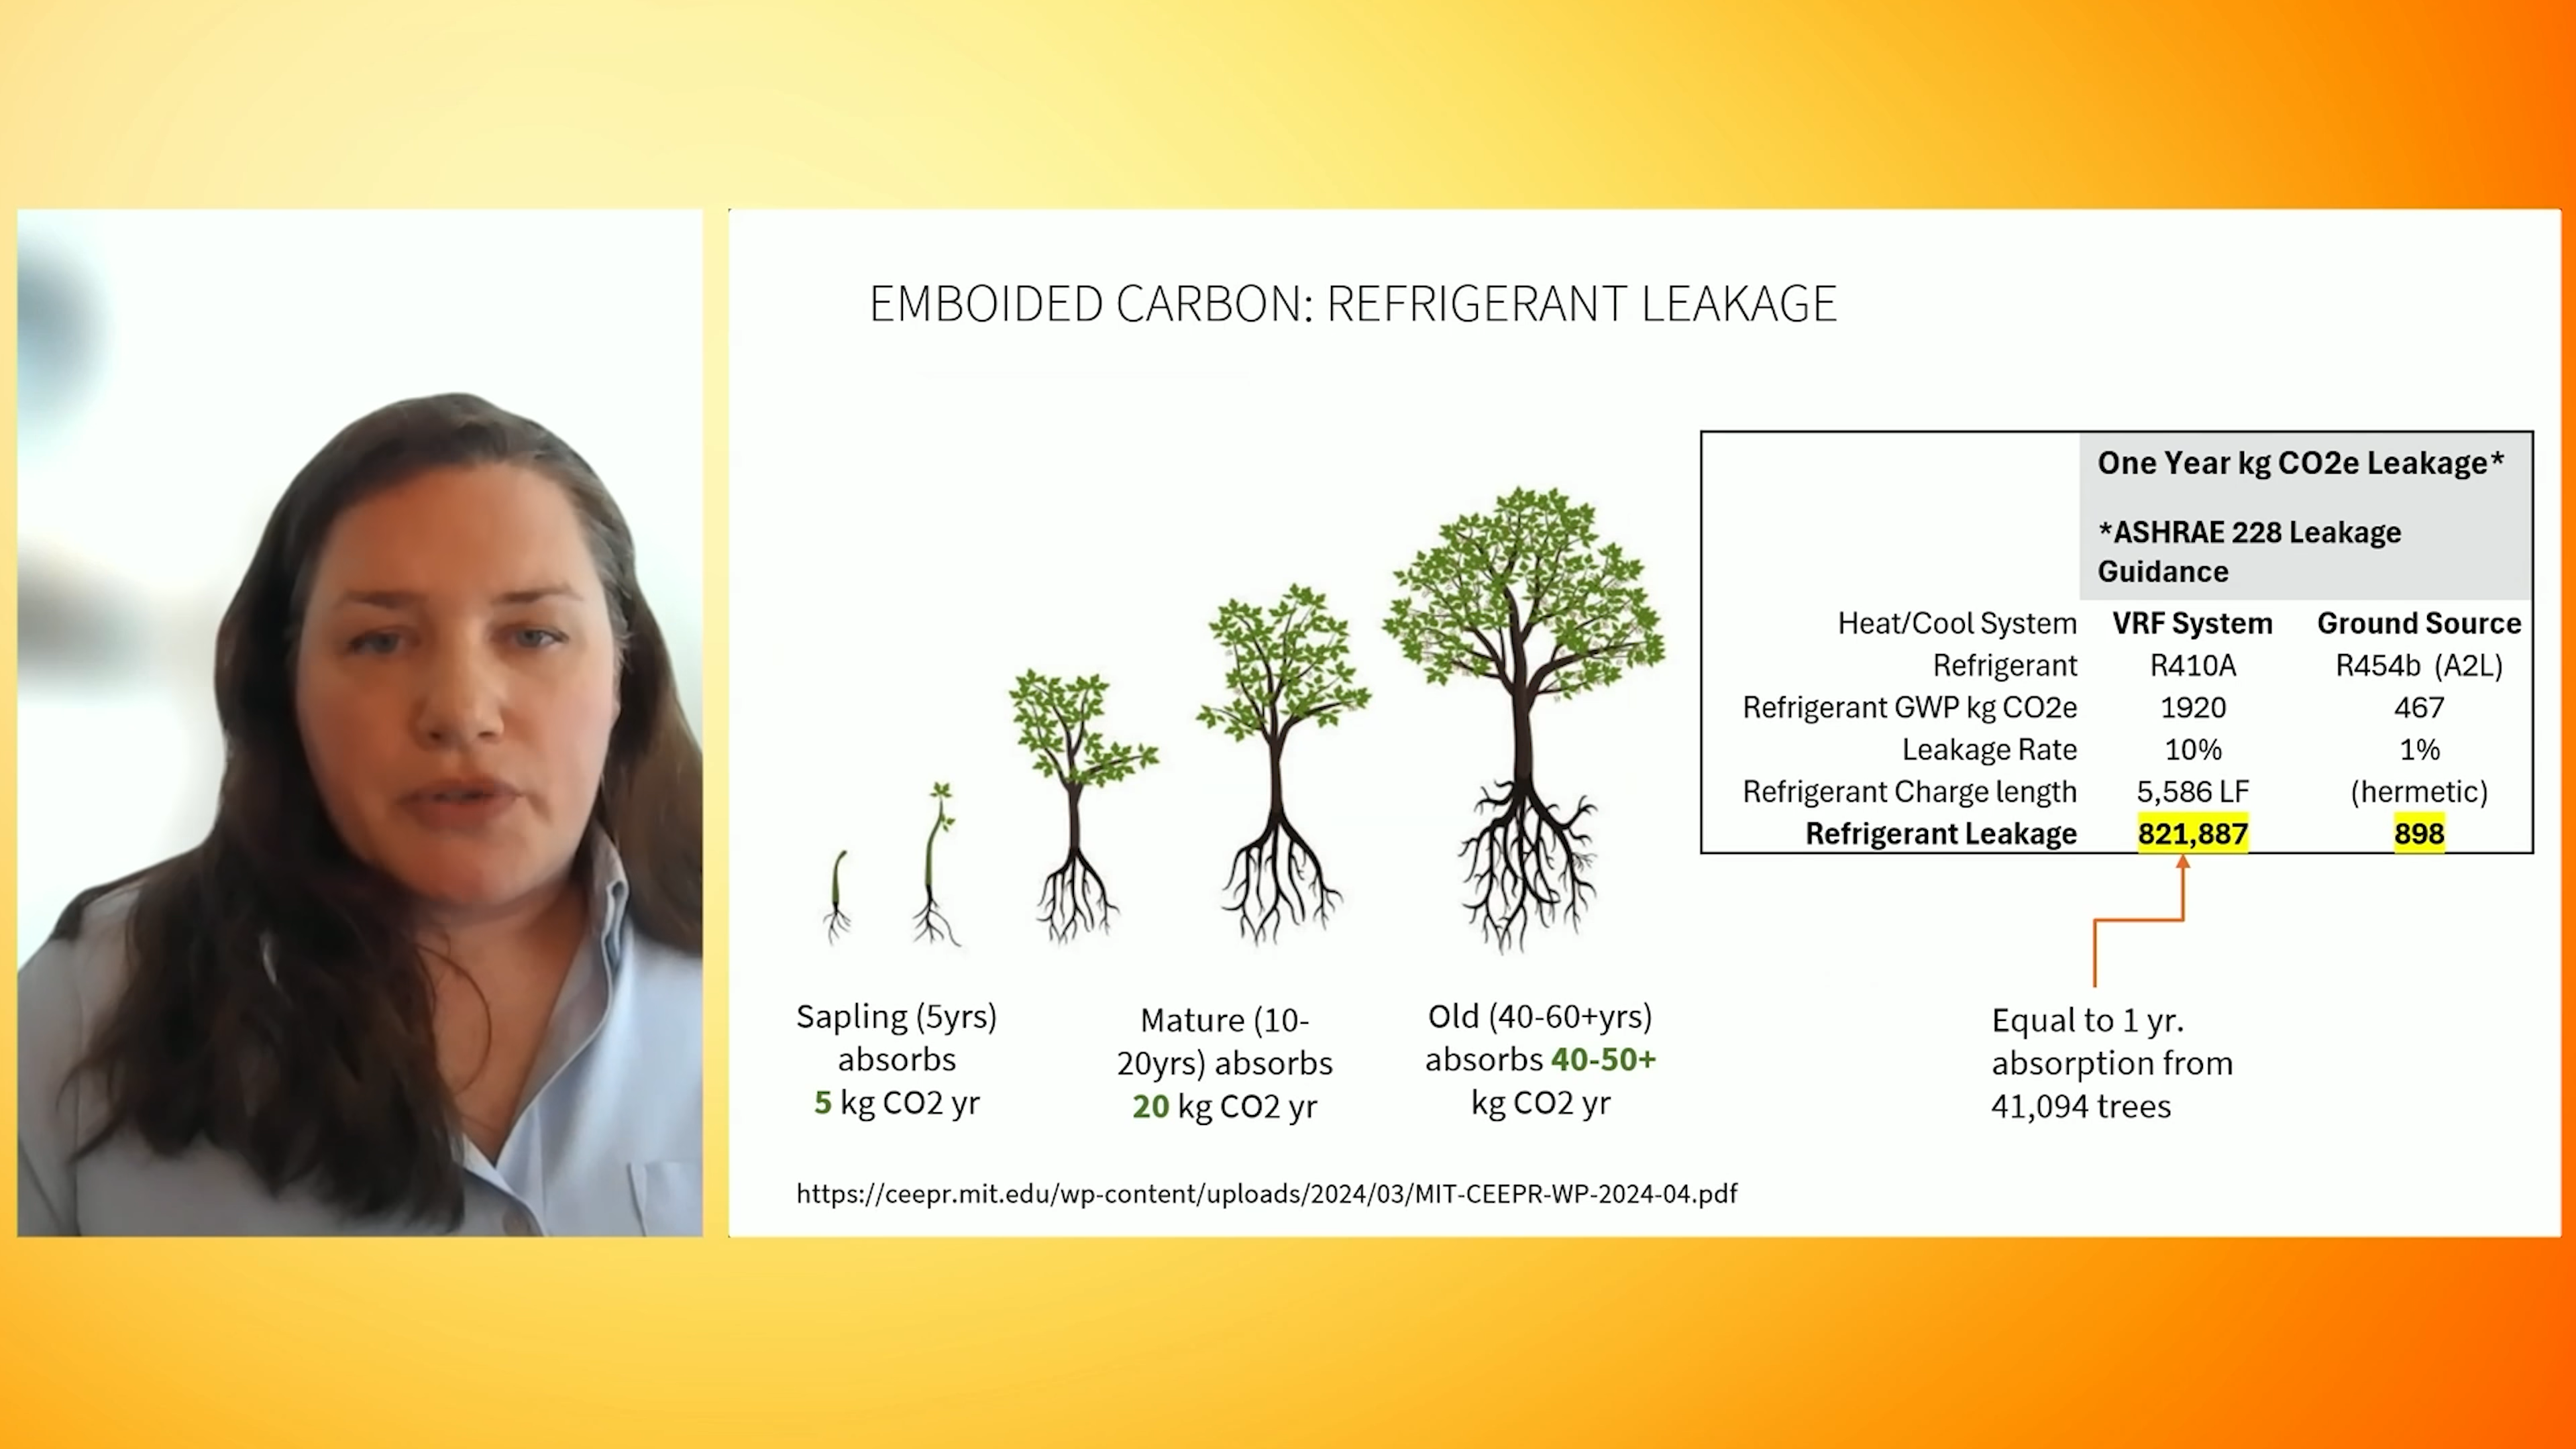 EMBOIDED CARBON: REFRIGERANT LEAKAGE
One Year kg CO2e Leakage*
*ASHRAE 228 Leakage
Guidance
Heat/Cool System VRF System Ground Source
Refrigerant R410A R454b (A2L)
Refrigerant GWP kg CO2e 1920 467
Leakage Rate 10% 1%
Refrigerant Charge length 5,586 LF (hermetic)
Refrigerant Leakage 821,887 898
Sapling (5yrs)
absorbs
5 kg CO2 yr
Mature (10-
20yrs) absorbs
20 kg CO2 yr
Old (40-60+yrs)
absorbs 40-50+
kg CO2 yr
Equal to 1 yr.
absorption from
41,094 trees
https://ceepr.mit.edu/wp-content/uploads/2024/03/MIT-CEEPR-WP-2024-04.pdf